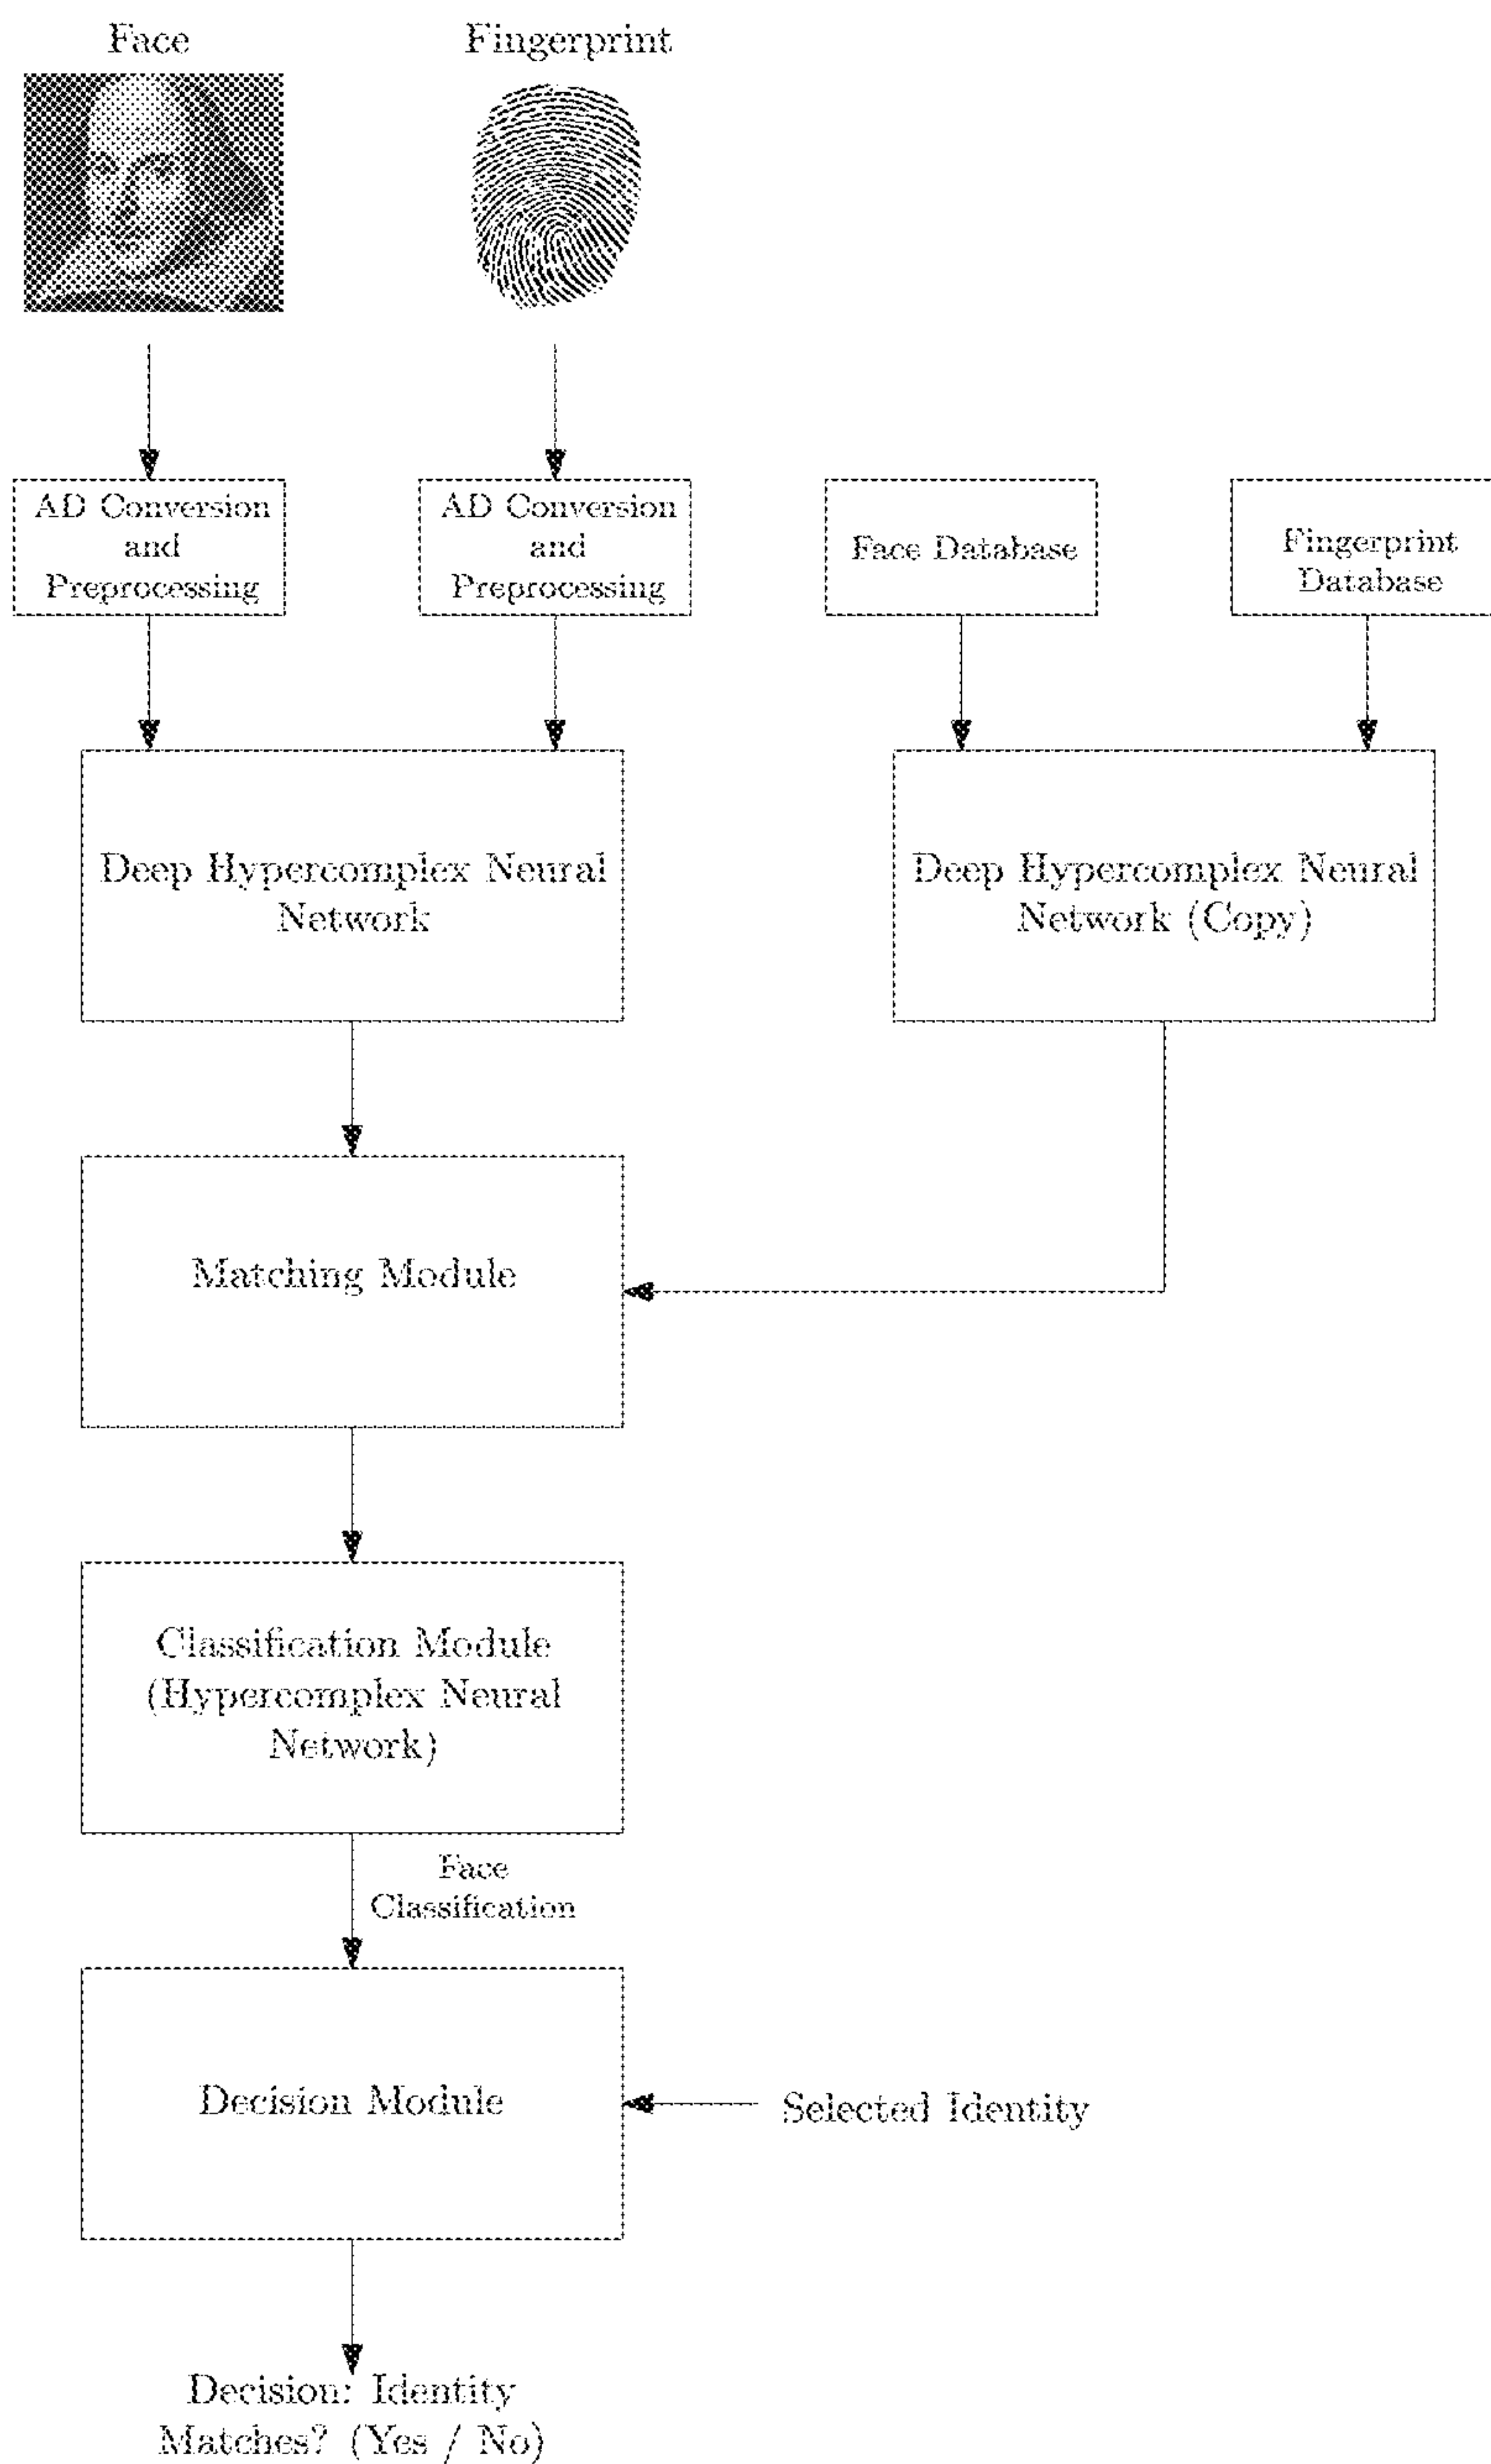 Face
Fingerprint
AD Conversion
and
Preprocessing
AD Conversion
and
Preprocessing
Face Database
Fingerprint
Database
Deep Hypercomplex Neural
Network
Deep Hypercomplex Neural
Network (Copy)
Matching Module
Classification Module
(Hypercomplex Neural
Network)
Face
Classification
Decision Module
Selected Identity
Decision: Identity
Matches? (Yes / No)